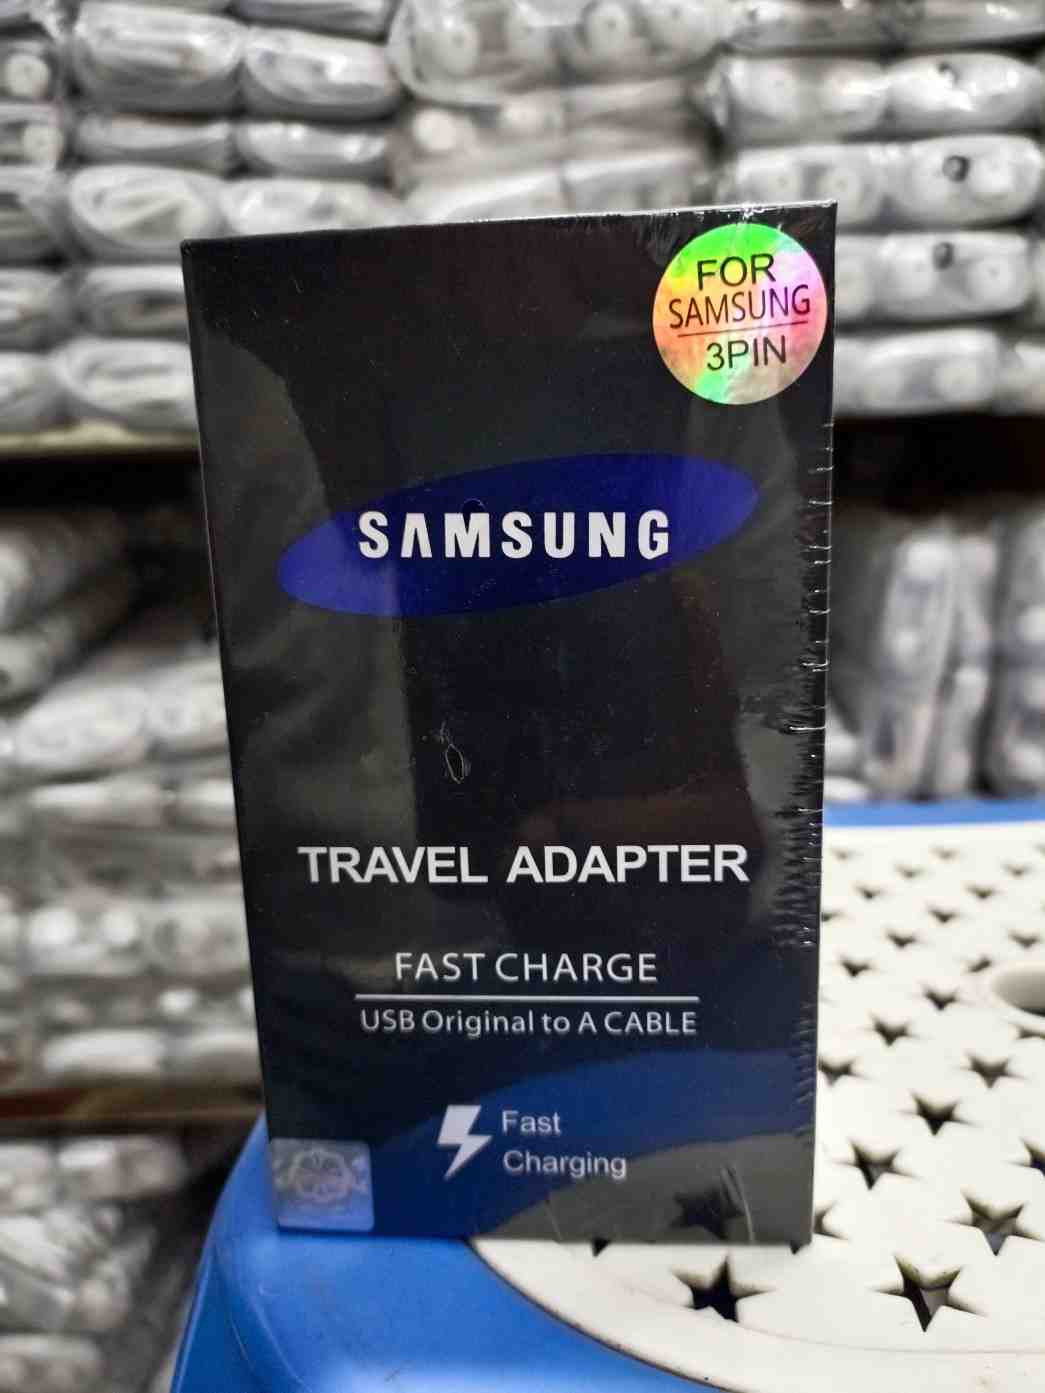 FOR
SAMSUNG
3PIN
SAMSUNG
TRAVEL ADAPTER
FAST CHARGE
USB Original to A CABLE
Fast
Charging